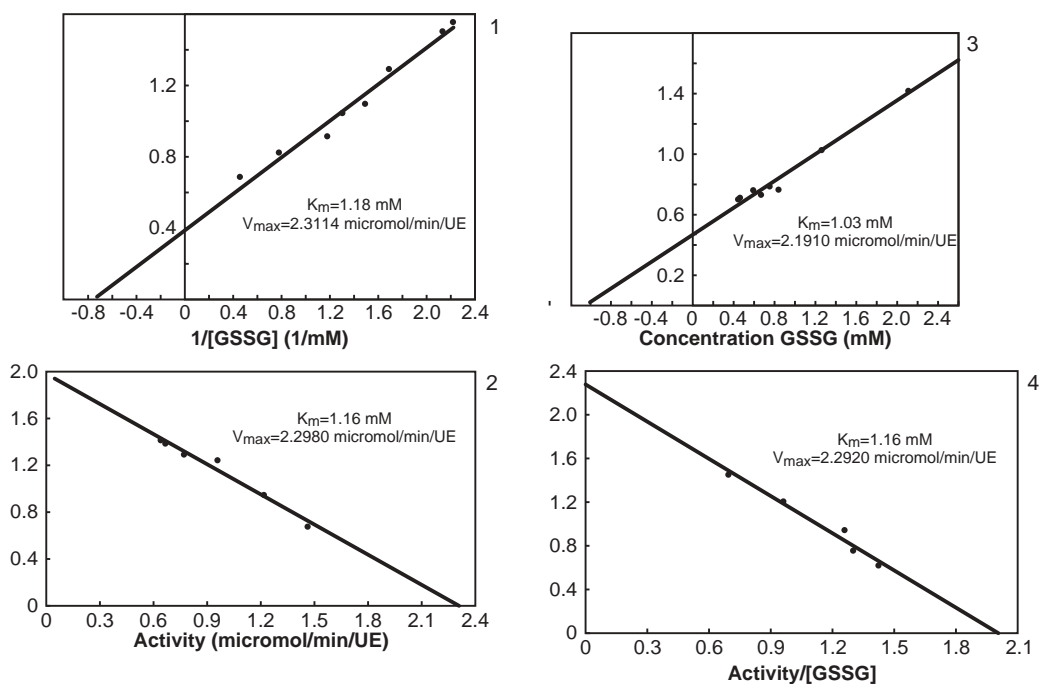 1
1.2
0.8
0.4
Km=1.18 mM
Vmax=2.3114 micromol/min/UE
-0.8 -0.4 0 0.4 0.8 1.2 1.6 2.0 2.4
1/[GSSG] (1/mM)
3
1.4
1.0
0.6
0.2
Km=1.03 mM
Vmax=2.1910 micromol/min/UE
-0.8 -0.4 0 0.4 0.8 1.2 1.6 2.0 2.4
Concentration GSSG (mM)
2
2.0
1.6
1.2
0.8
0.4
0
Km=1.16 mM
Vmax=2.2980 micromol/min/UE
0 0.3 0.6 0.9 1.2 1.5 1.8 2.1 2.4
Activity (micromol/min/UE)
4
2.4
2.0
1.6
1.2
0.8
0.4
0
Km=1.16 mM
Vmax=2.2920 micromol/min/UE
0 0.3 0.6 0.9 1.2 1.5 1.8 2.1
Activity/[GSSG]